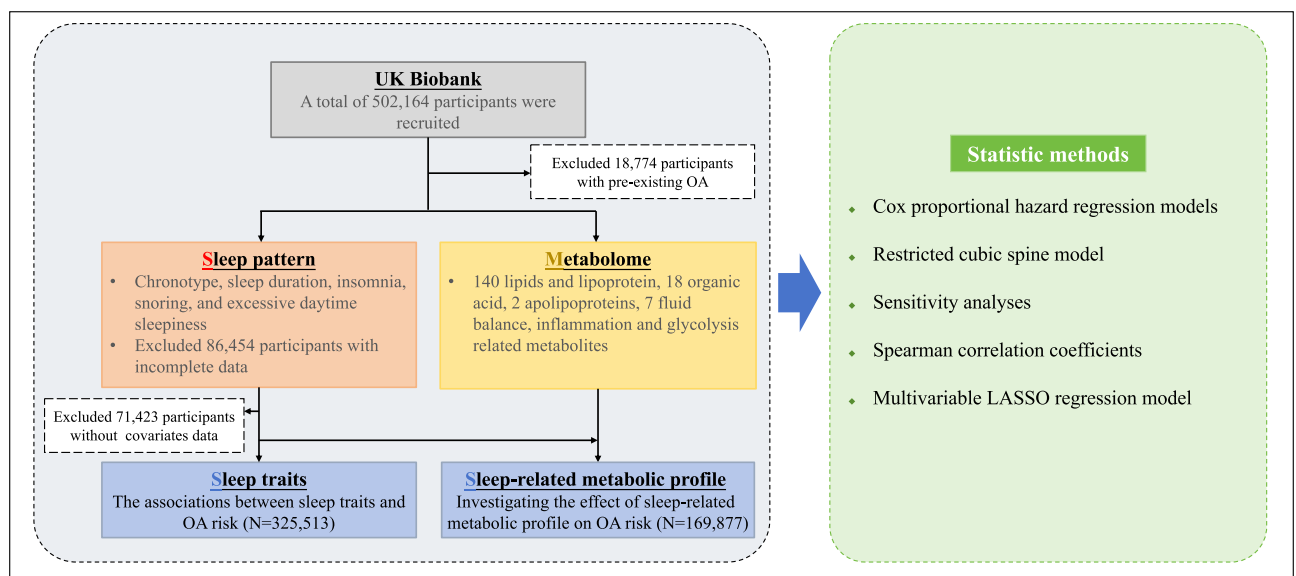 UK Biobank
A total of 502,164 participants were
recruited
Excluded 18,774 participants
with pre-existing OA
Sleep pattern
• Chronotype, sleep duration, insomnia,
snoring, and excessive daytime
sleepiness
• Excluded 86,454 participants with
incomplete data
Metabolome
• 140 lipids and lipoprotein, 18 organic
acid, 2 apolipoproteins, 7 fluid
balance, inflammation and glycolysis
related metabolites
Excluded 71,423 participants
without covariates data
Sleep traits
The associations between sleep traits and
OA risk (N=325,513)
Sleep-related metabolic profile
Investigating the effect of sleep-related
metabolic profile on OA risk (N=169,877)
Statistic methods
Cox proportional hazard regression models
Restricted cubic spine model
Sensitivity analyses
Spearman correlation coefficients
Multivariable LASSO regression model